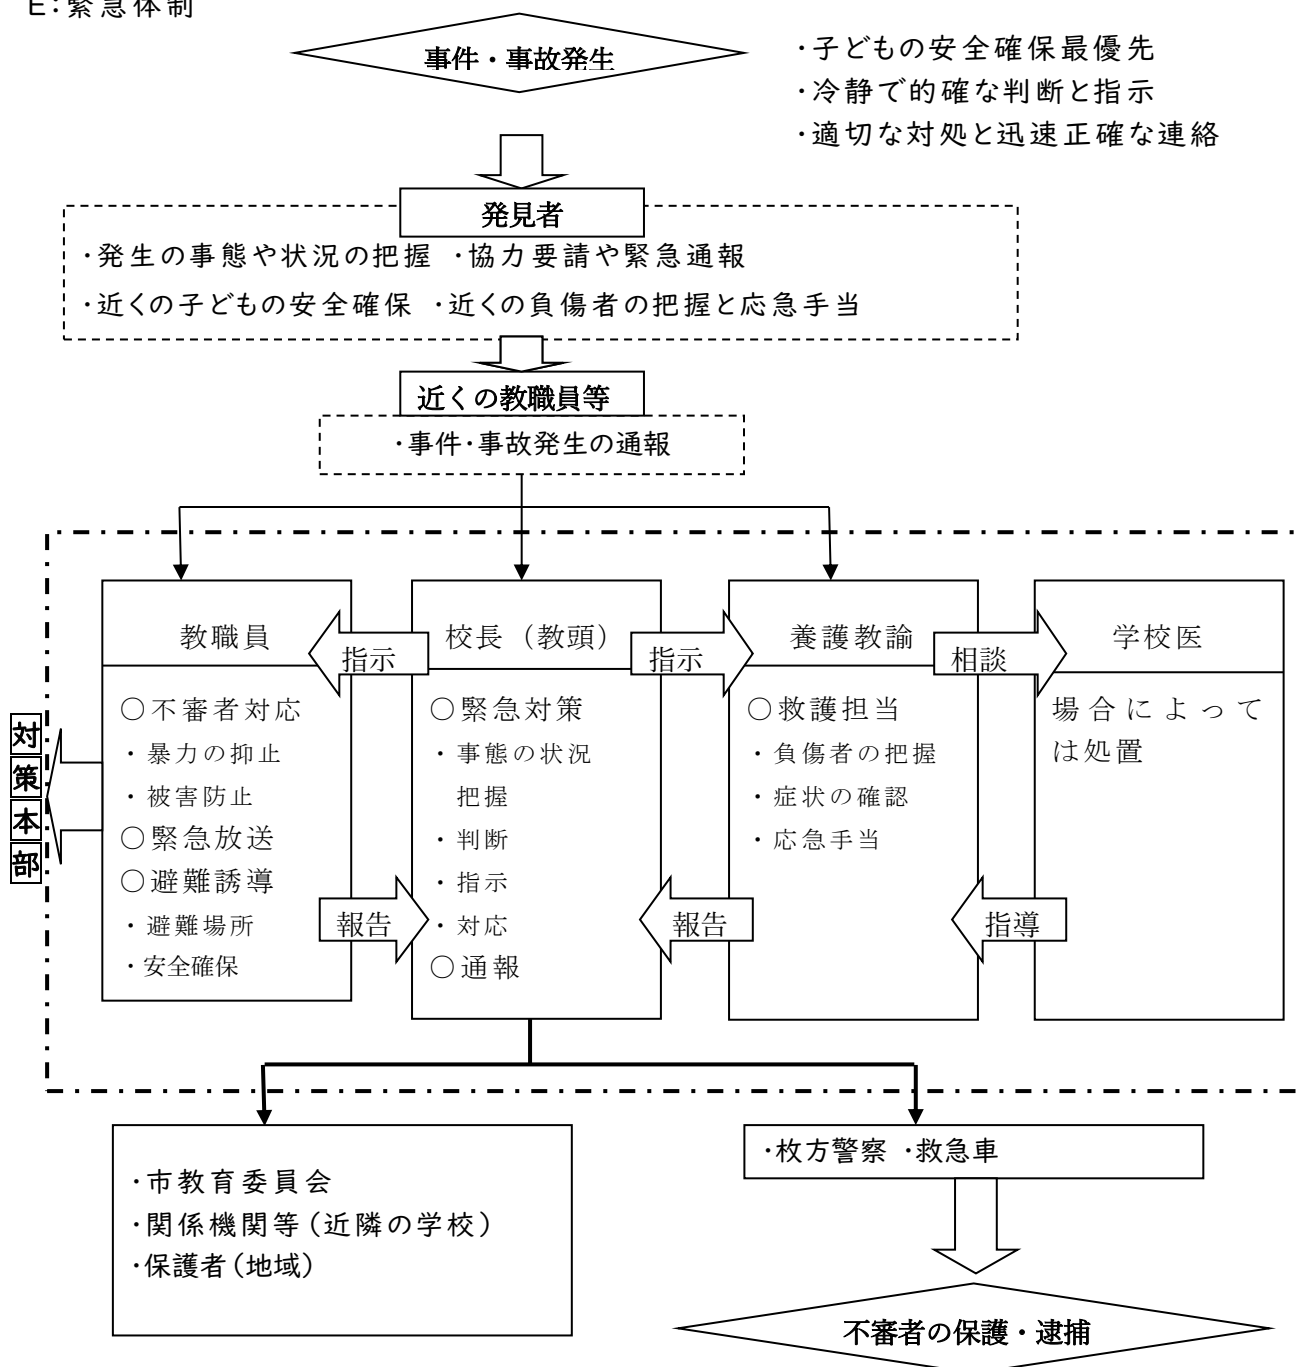 E:緊急体制
事件・事故発生
・子どもの安全確保最優先
・冷静で的確な判断と指示
・適切な対処と迅速正確な連絡
発見者
・発生の事態や状況の把握 ・協力要請や緊急通報
・近くの子どもの安全確保 ・近くの負傷者の把握と応急手当
近くの教職員等
・事件・事故発生の通報
教職員
指示
校長（教頭）
指示
養護教諭
相談
学校医
対策本部
○不審者対応
・暴力の抑止
・被害防止
○緊急放送
○避難誘導
・避難場所
・安全確保
報告
○緊急対策
・事態の状況
把握
・判断
・指示
・対応
○通報
報告
○救護担当
・負傷者の把握
・症状の確認
・応急手当
指導
場合によって
は処置
・市教育委員会
・関係機関等（近隣の学校）
・保護者（地域）
・枚方警察 ・救急車
不審者の保護・逮捕